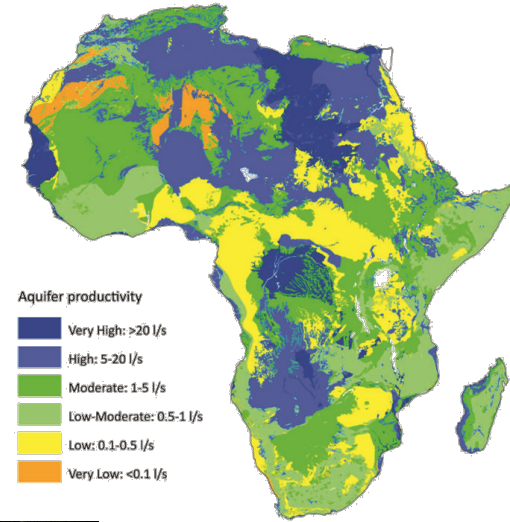 Aquifer productivity
Very High: >20 l/s
High: 5-20 l/s
Moderate: 1-5 l/s
Low-Moderate: 0.5-1 l/s
Low: 0.1-0.5 l/s
Very Low: <0.1 l/s